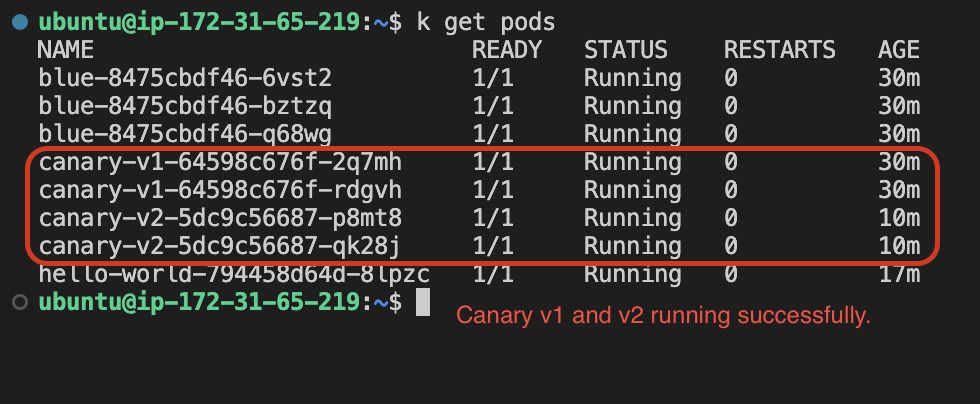 ubuntu@ip-172-31-65-219:~$ k get pods
NAME READY STATUS RESTARTS AGE
blue-8475cbdf46-6vst2 1/1 Running 0 30m
blue-8475cbdf46-bztzq 1/1 Running 0 30m
blue-8475cbdf46-q68wg 1/1 Running 0 30m
canary-v1-64598c676f-2q7mh 1/1 Running 0 30m
canary-v1-64598c676f-rdgvh 1/1 Running 0 30m
canary-v2-5dc9c56687-p8mt8 1/1 Running 0 10m
canary-v2-5dc9c56687-qk28j 1/1 Running 0 10m
hello-world-794458d64d-8lpzc 1/1 Running 0 17m
ubuntu@ip-172-31-65-219:~$
Canary v1 and v2 running successfully.